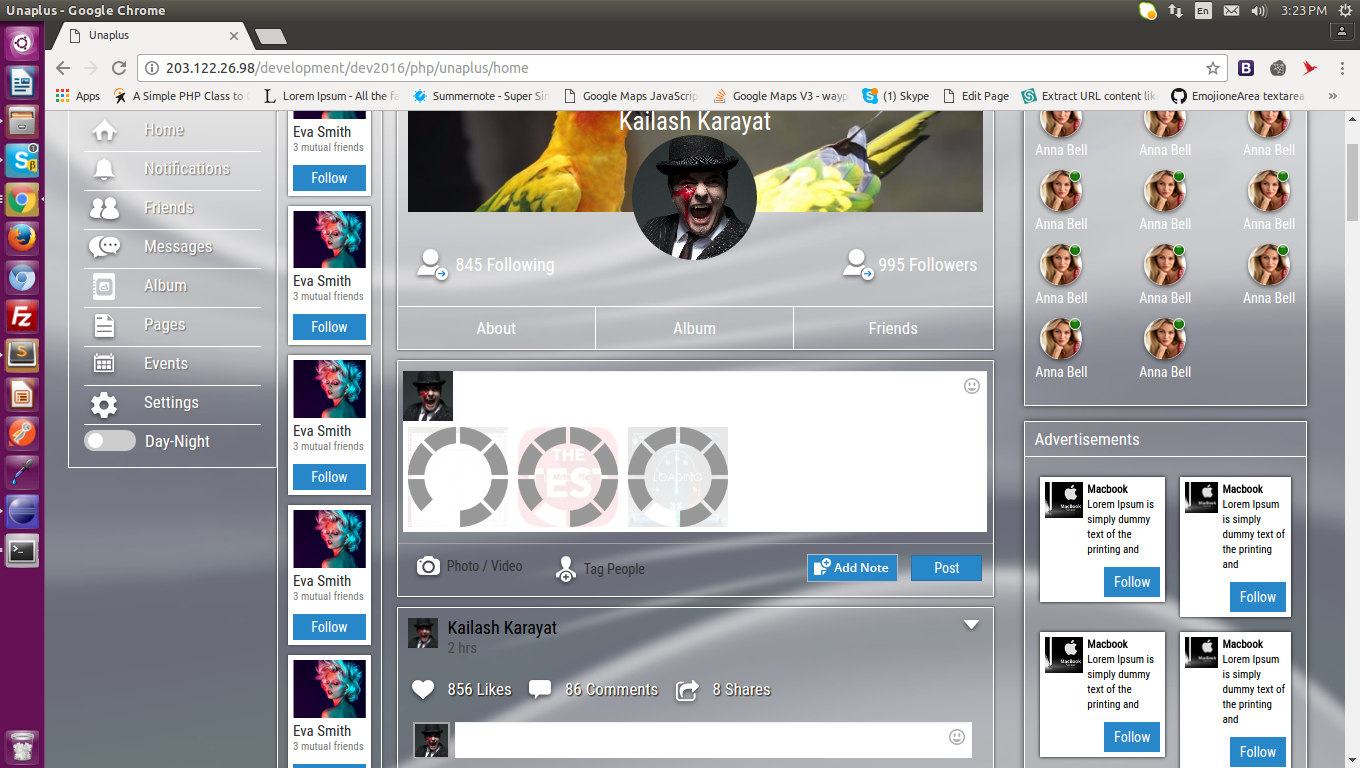 Unaplus - Google Chrome
En
3:23 PM
Unaplus
203.122.26.98/development/dev2016/php/unaplus/home
Apps
A Simple PHP Class to
Lorem Ipsum - All the fa
Summernote - Super Si
Google Maps JavaScrip
Google Maps V3 - wayp
(1) Skype
Edit Page
Extract URL content lik
EmojioneArea textarea
»
Home
Notifications
Friends
Messages
Album
Pages
Events
Settings
Day-Night
Eva Smith
3 mutual friends
Follow
Eva Smith
3 mutual friends
Follow
Eva Smith
3 mutual friends
Follow
Eva Smith
3 mutual friends
Follow
Eva Smith
3 mutual friends
Kailash Karayat
845 Following
995 Followers
About
Album
Friends
THE
LOADING
Photo / Video
Tag People
Add Note
Post
Kailash Karayat
2 hrs
856 Likes
86 Comments
8 Shares
Anna Bell
Anna Bell
Anna Bell
Anna Bell
Anna Bell
Anna Bell
Anna Bell
Anna Bell
Anna Bell
Anna Bell
Anna Bell
Advertisements
Macbook
Lorem Ipsum is
simply dummy
text of the
printing and
Follow
Macbook
Lorem Ipsum
is simply
dummy text of
the printing
and
Follow
Macbook
Lorem Ipsum is
simply dummy
text of the
printing and
Follow
Macbook
Lorem Ipsum
is simply
dummy text of
the printing
and
Follow